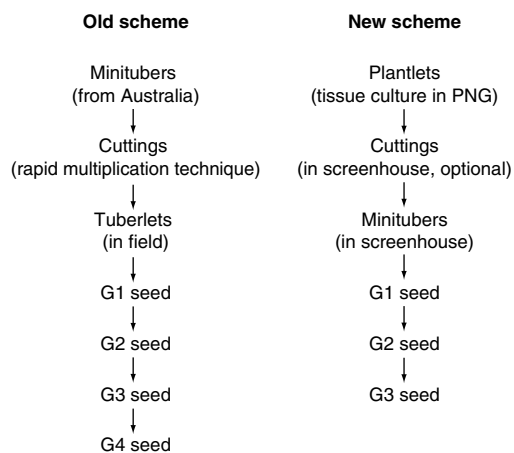 Old scheme
Minitubers
(from Australia)
Cuttings
(rapid multiplication technique)
Tuberlets
(in field)
G1 seed
G2 seed
G3 seed
G4 seed
New scheme
Plantlets
(tissue culture in PNG)
Cuttings
(in screenhouse, optional)
Minitubers
(in screenhouse)
G1 seed
G2 seed
G3 seed